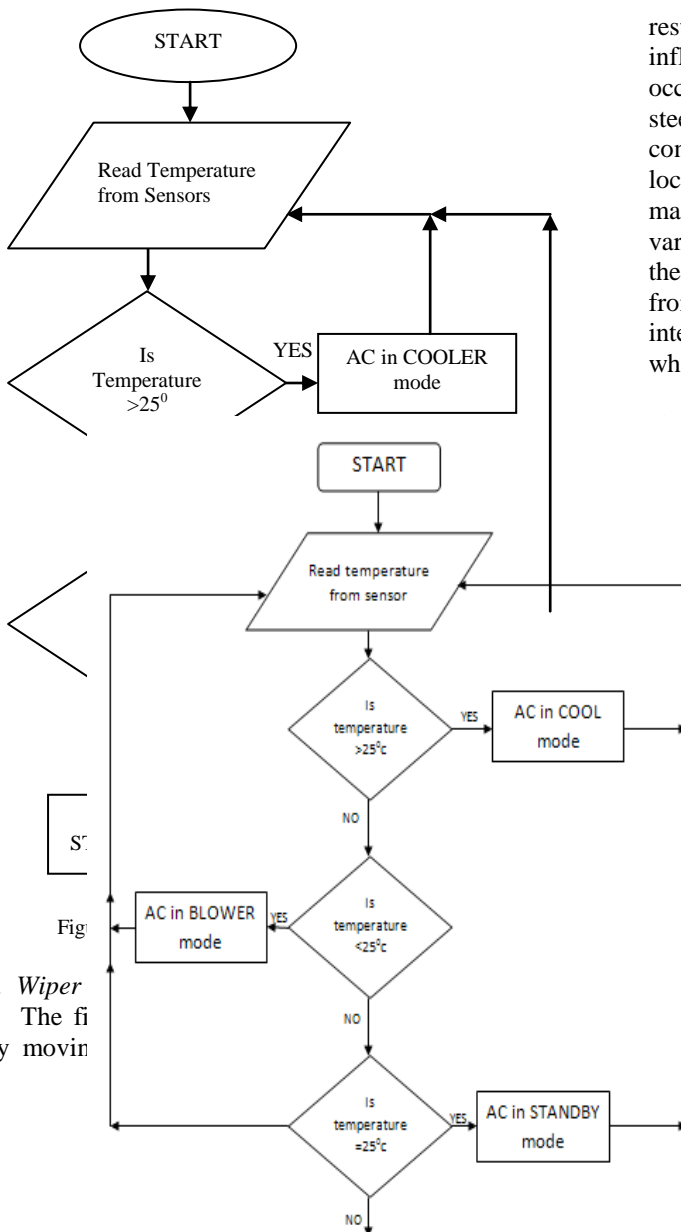 START
Read Temperature
from Sensors
Is
Temperature
>25⁰
YES
AC in COOLER
mode
START
Read temperature
from sensor
Is
temperature
>25⁰c
YES
AC in COOL
mode
NO
Is
temperature
<25⁰c
YES
AC in BLOWER
mode
NO
Is
temperature
=25⁰c
YES
AC in STANDBY
mode
NO
Wiper
The
moving
the